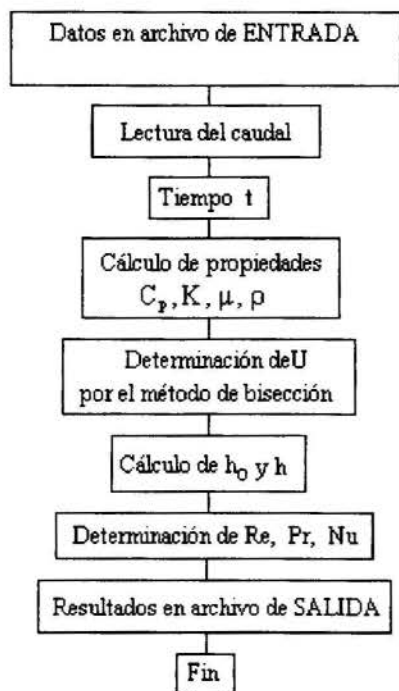 Datos en archivo de ENTRADA
Lectura del caudal
Tiempo t
Cálculo de propiedades
Cp, K, μ, ρ
Determinación deU
por el método de bisección
Cálculo de h0 y h
Determinación de Re, Pr, Nu
Resultados en archivo de SALIDA
Fin